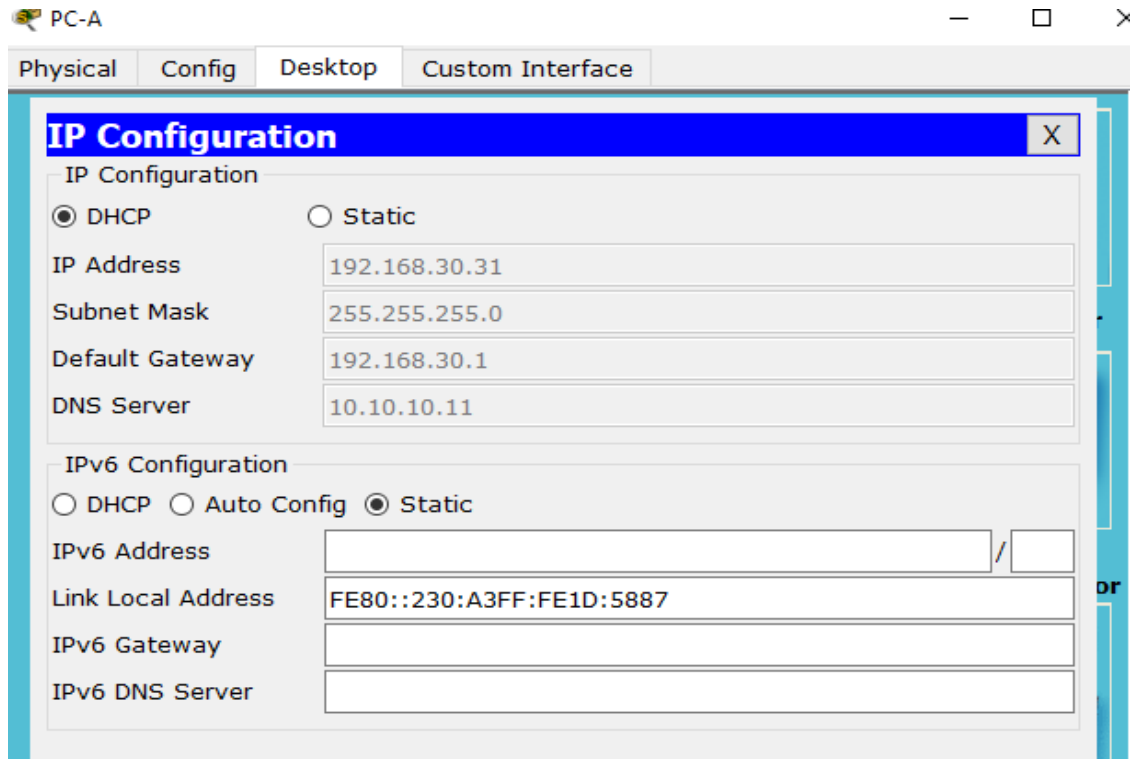 PC-A
Physical Config Desktop Custom Interface
IP Configuration X
IP Configuration
DHCP Static
IP Address 192.168.30.31
Subnet Mask 255.255.255.0
Default Gateway 192.168.30.1
DNS Server 10.10.10.11
IPv6 Configuration
DHCP Auto Config Static
IPv6 Address /
Link Local Address FE80::230:A3FF:FE1D:5887
or
IPv6 Gateway
IPv6 DNS Server